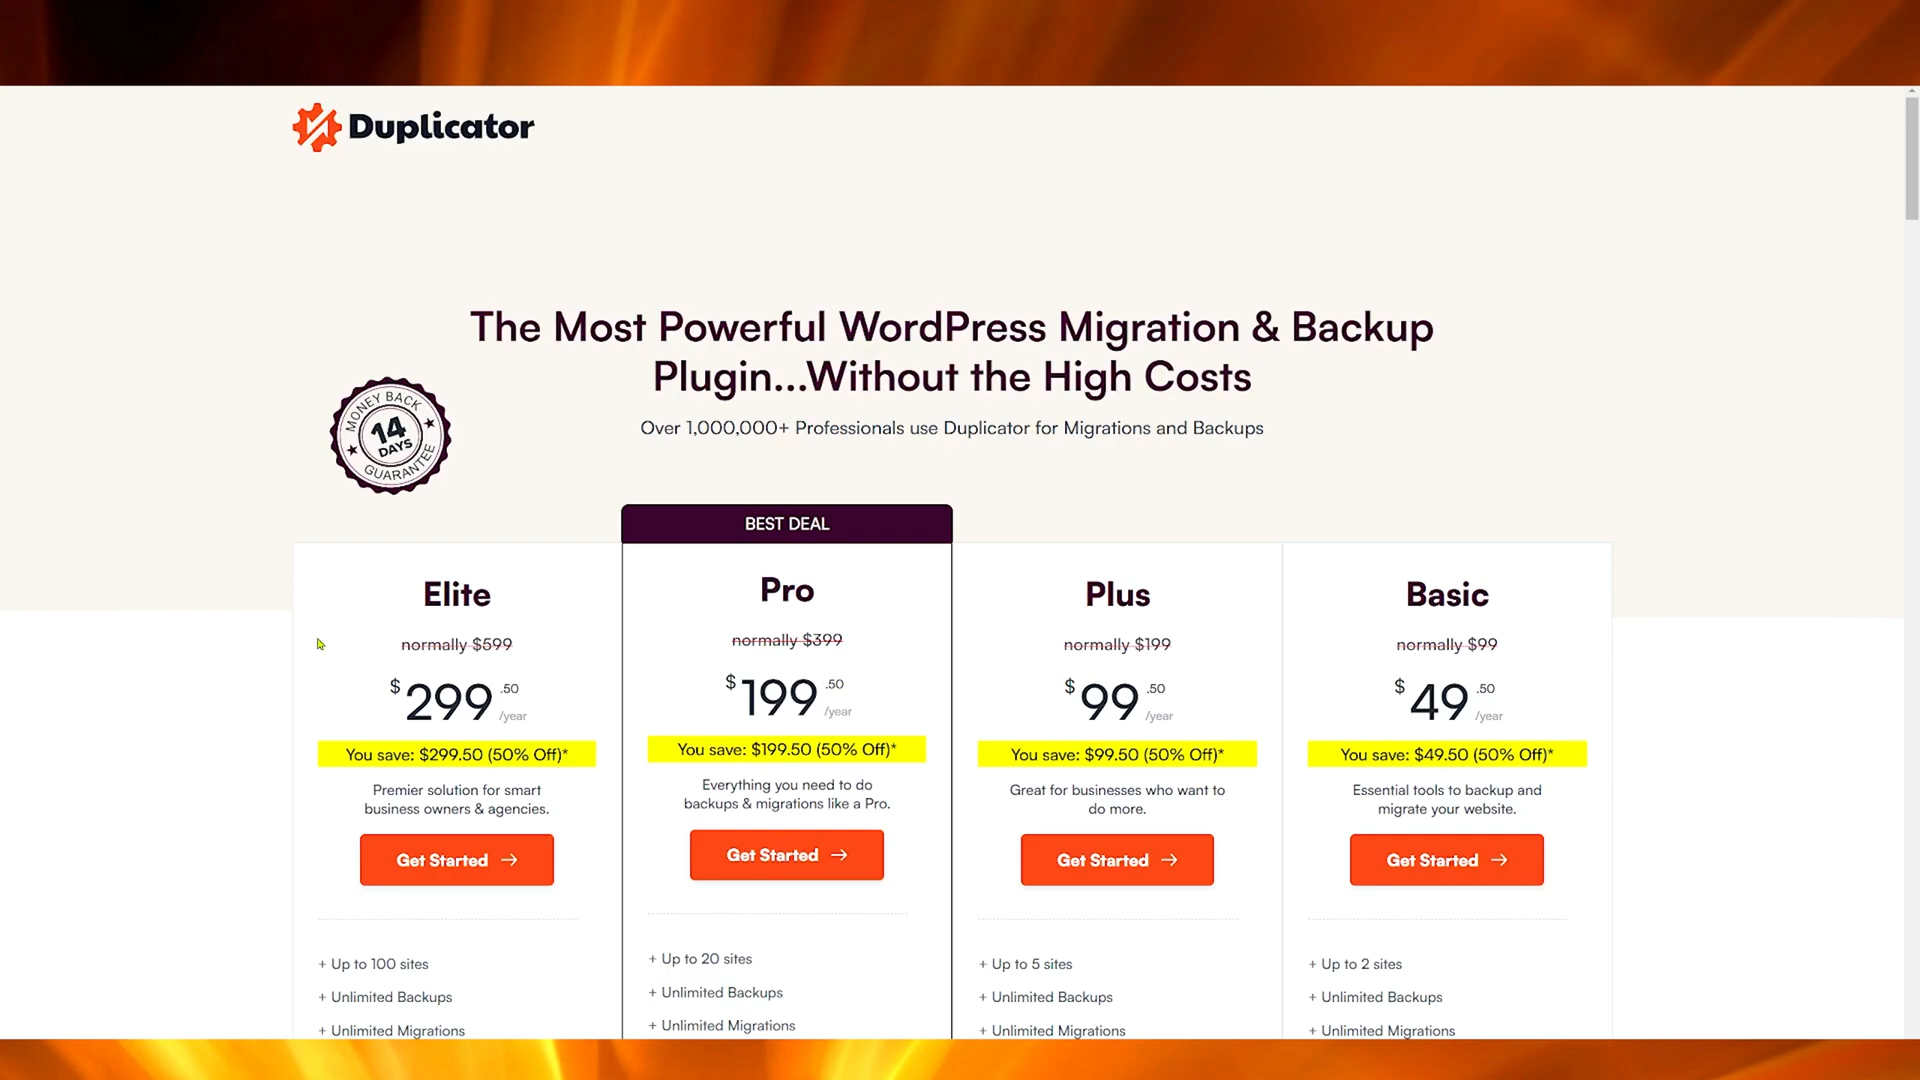 Duplicator
The Most Powerful WordPress Migration & Backup
Plugin...Without the High Costs
Over 1,000,000+ Professionals use Duplicator for Migrations and Backups
MONEY BACK
14
DAYS
GUARANTEE
BEST DEAL
Elite
normally $599
$299.50
/year
You save: $299.50 (50% Off)*
Premier solution for smart
business owners & agencies.
Get Started →
+ Up to 100 sites
+ Unlimited Backups
+ Unlimited Migrations
Pro
normally $399
$199.50
/year
You save: $199.50 (50% Off)*
Everything you need to do
backups & migrations like a Pro.
Get Started →
+ Up to 20 sites
+ Unlimited Backups
+ Unlimited Migrations
Plus
normally $199
$99.50
/year
You save: $99.50 (50% Off)*
Great for businesses who want to
do more.
Get Started →
+ Up to 5 sites
+ Unlimited Backups
+ Unlimited Migrations
Basic
normally $99
$49.50
/year
You save: $49.50 (50% Off)*
Essential tools to backup and
migrate your website.
Get Started →
+ Up to 2 sites
+ Unlimited Backups
+ Unlimited Migrations